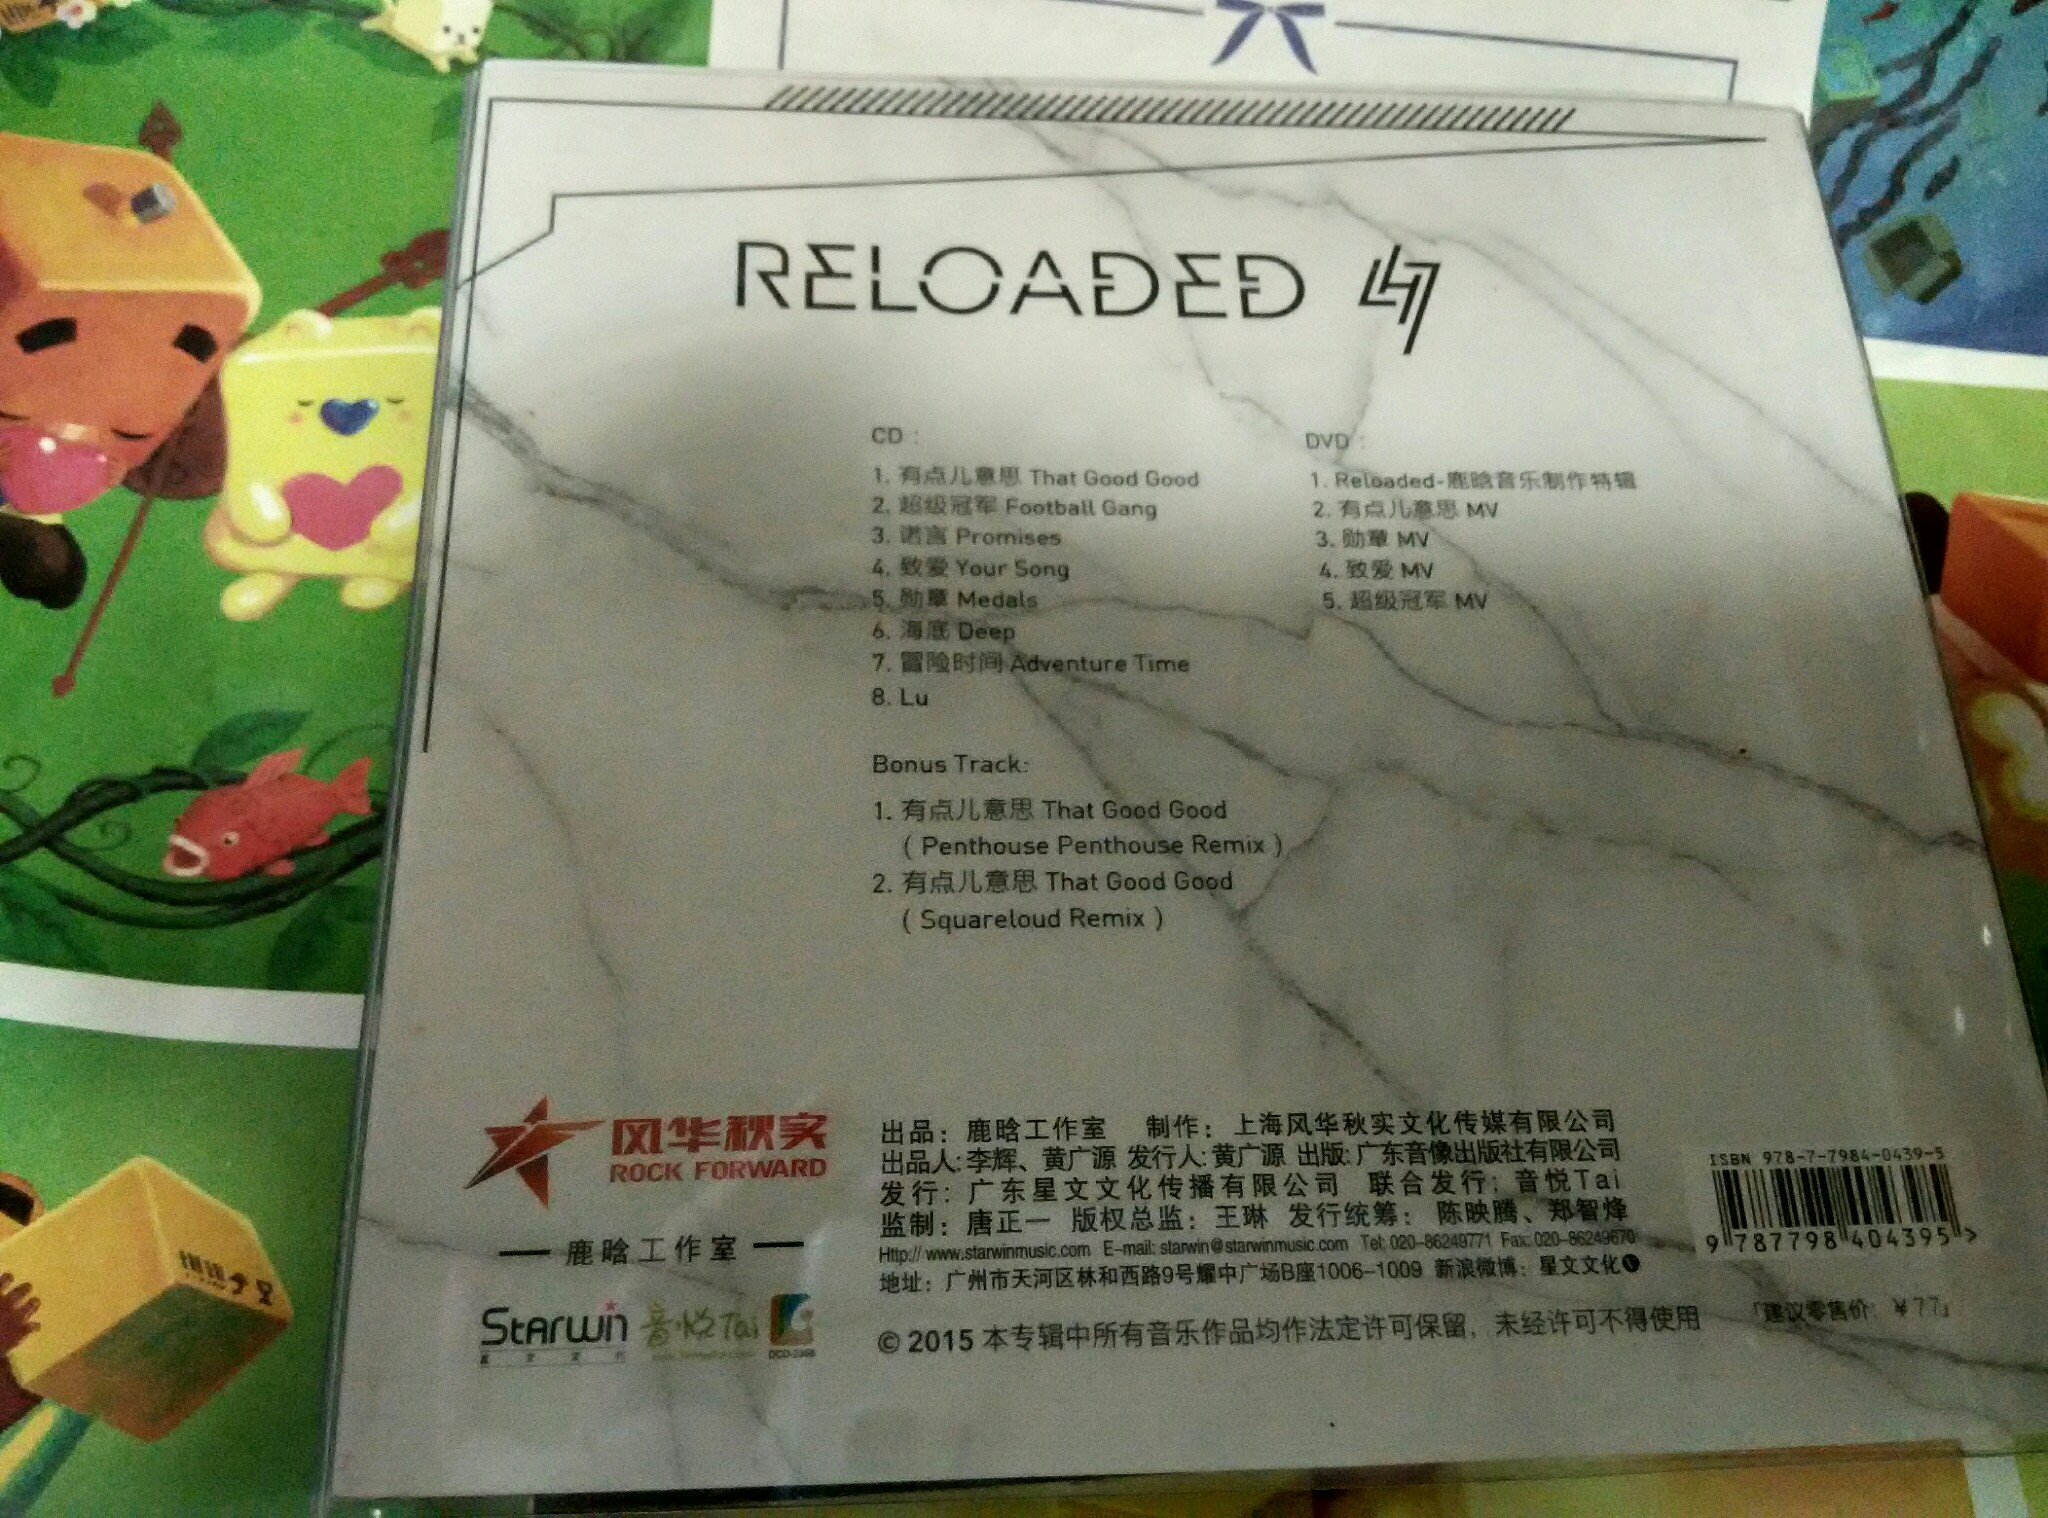 RELOADED
CD :
1. 有点儿意思 That Good Good
2. 超级冠军 Football Gang
3. 诺言 Promises
4. 致爱 Your Song
5. 勋章 Medals
6. 海底 Deep
7. 冒险时间 Adventure Time
8. Lu
Bonus Track:
1. 有点儿意思 That Good Good
( Penthouse Penthouse Remix )
2. 有点儿意思 That Good Good
( Squareloud Remix )
DVD :
1. Reloaded-鹿晗音乐制作特辑
2. 有点儿意思 MV
3. 勋章 MV
4. 致爱 MV
5. 超级冠军 MV
风华秋实
ROCK FORWARD
鹿晗工作室
Starwin
音悦Tai
出品：鹿晗工作室 制作：上海风华秋实文化传媒有限公司
出品人：李辉、黄广源 发行人：黄广源 出版：广东音像出版社有限公司
发行：广东星文文化传播有限公司 联合发行：音悦Tai
监制：唐正一 版权总监：王琳 发行统筹：陈映腾、郑智烽
Http:// www.starwinmusic.com E-mail: starwin@starwinmusic.com Tel: 020-86249771 Fax: 020-86249670
地址：广州市天河区林和西路9号耀中广场B座1006-1009 新浪微博：星文文化
© 2015 本专辑中所有音乐作品均作法定许可保留，未经许可不得使用
ISBN 978-7-7984-0439-5
9 787798 404395 >
「建议零售价：￥77」